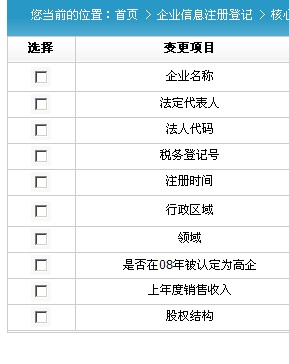 您当前的位置：首页 > 企业信息注册登记 > 核心
选择 变更项目
企业名称
法定代表人
法人代码
税务登记号
注册时间
行政区域
领域
是否在08年被认定为高企
上年度销售收入
股权结构